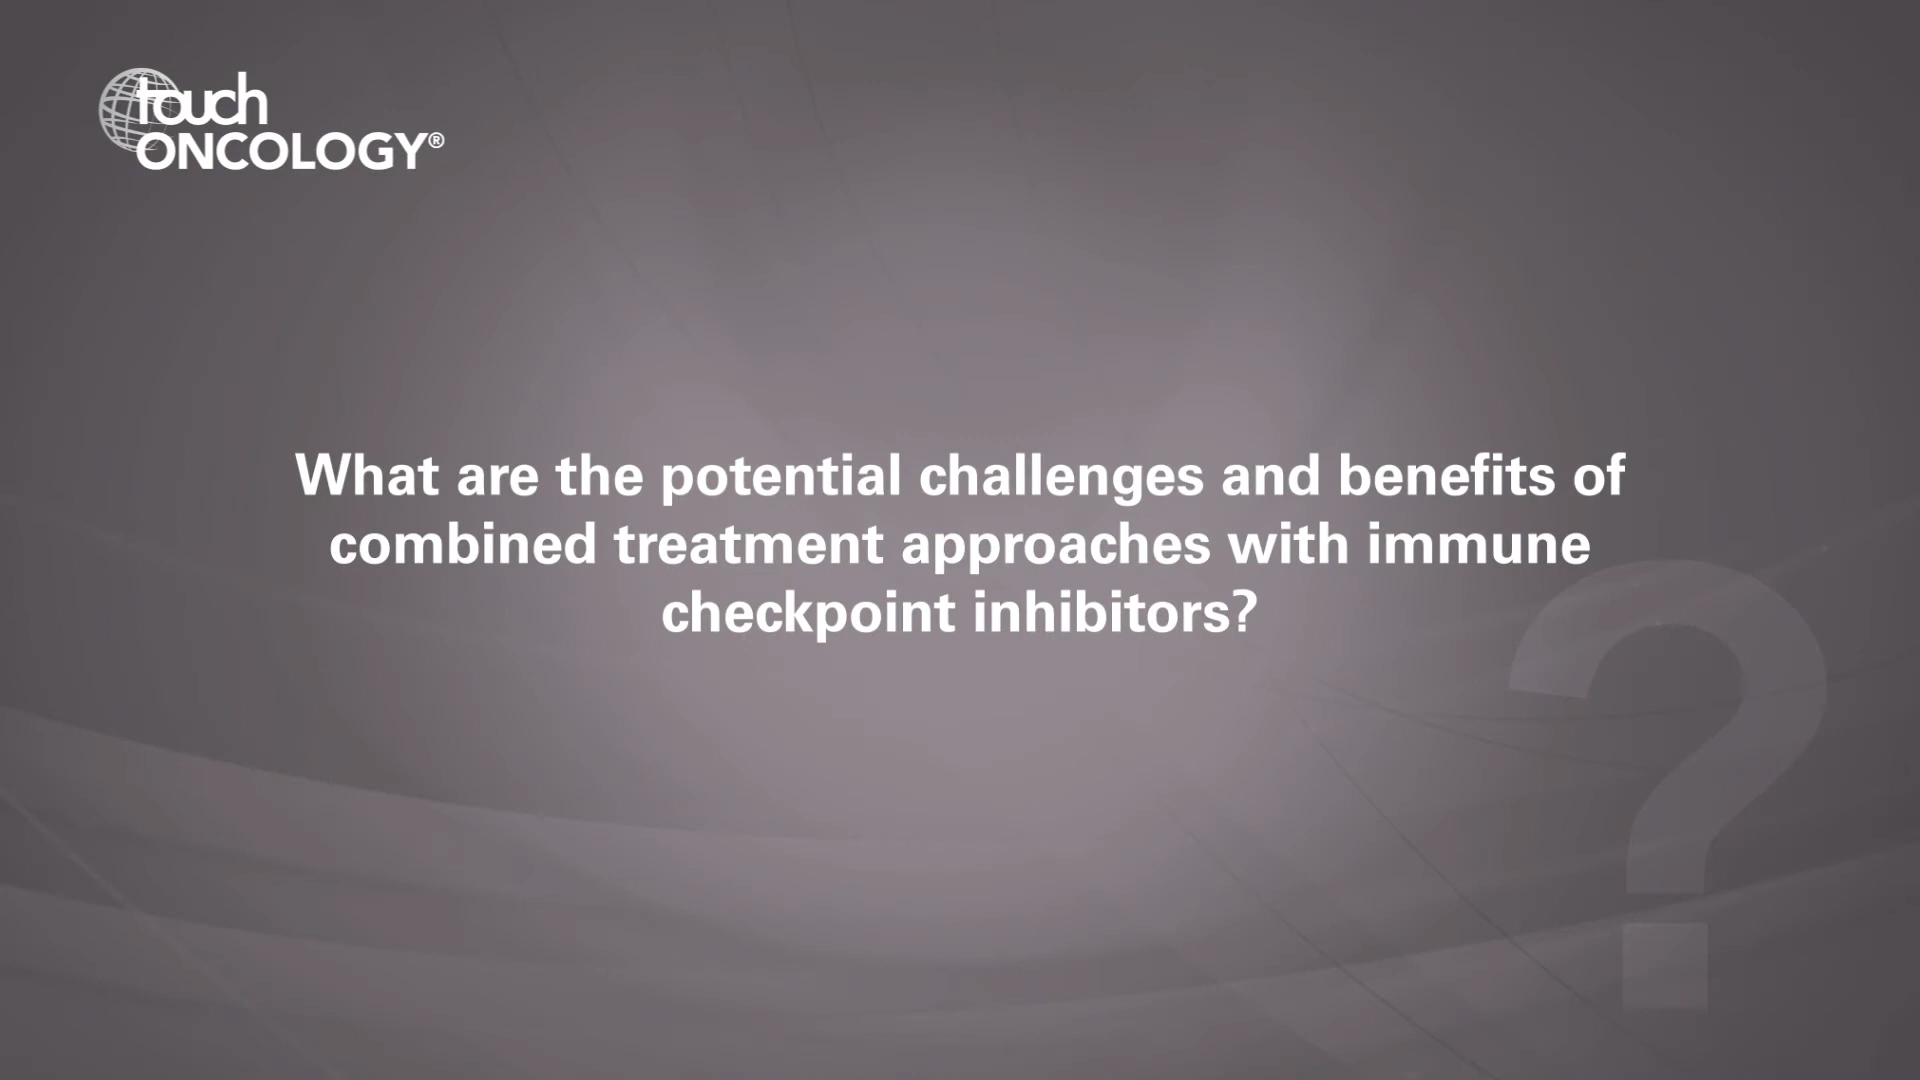 touch
ONCOLOGY®
What are the potential challenges and benefits of
combined treatment approaches with immune
checkpoint inhibitors?
?